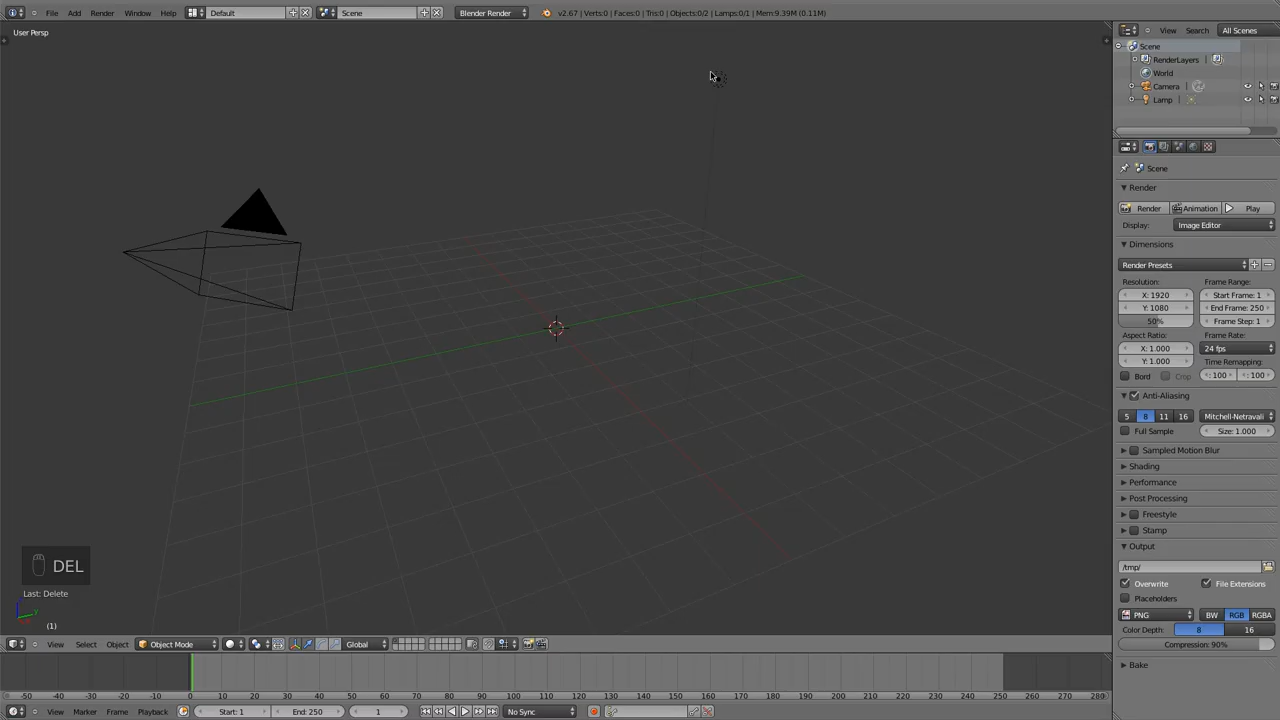 File Add Render Window Help Default Scene Blender Render v2.67 | Verts:0 | Faces:0 | Tris:0 | Objects:0/2 | Lamps:0/1 | Mem:9.39M (0.11M)
User Persp
View Search All Scenes
Scene
RenderLayers
World
Camera
Lamp
Scene
Render
Render Animation Play
Display: Image Editor
Dimensions
Render Presets
Resolution: Frame Range:
X: 1920 Start Frame: 1
Y: 1080 End Frame: 250
50% Frame Step: 1
Aspect Ratio: Frame Rate:
X: 1.000 24 fps
Y: 1.000 Time Remapping:
Bord Crop : 100 : 100
Anti-Aliasing
5 8 11 16 Mitchell-Netravali
Full Sample Size: 1.000
Sampled Motion Blur
Shading
Performance
Post Processing
Freestyle
Stamp
Output
/tmp/
Overwrite File Extensions
Placeholders
PNG BW RGB RGBA
Color Depth: 8 16
Compression: 90%
Bake
DEL
Last: Delete
y
(1)
View Select Object Object Mode Global
-50 -40 -30 -20 -10 0 10 20 30 40 50 60 70 80 90 100 110 120 130 140 150 160 170 180 190 200 210 220 230 240 250 260 270 280
View Marker Frame Playback Start: 1 End: 250 1 No Sync